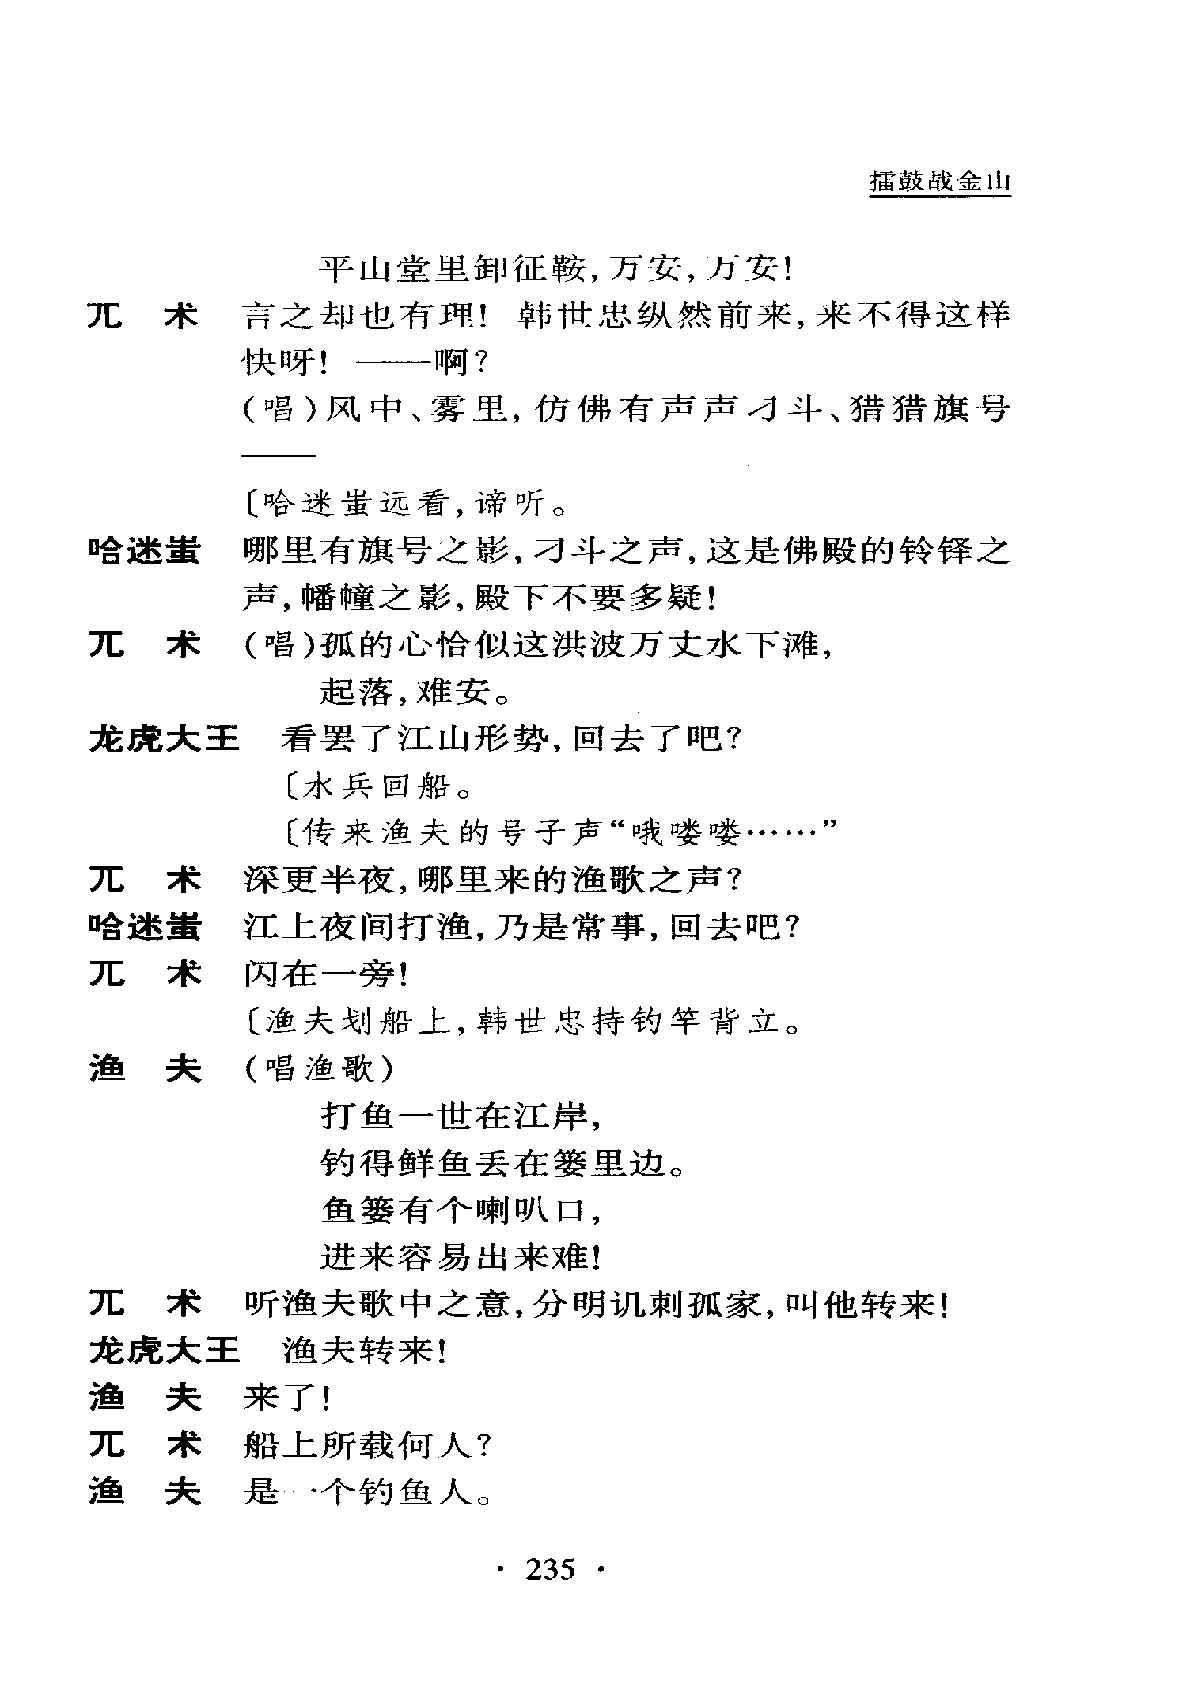 擂鼓战金山
平山堂里卸征鞍,万安,万安!
兀　术　言之却也有理! 韩世忠纵然前来,来不得这样
快呀! ——啊?
(唱)风中、雾里,仿佛有声声刁斗、猎猎旗号
——
〔哈迷蚩远看,谛听。
哈迷蚩　哪里有旗号之影,刁斗之声,这是佛殿的铃铎之
声,幡幢之影,殿下不要多疑!
兀　术　(唱)孤的心恰似这洪波万丈水下滩,
起落,难安。
龙虎大王　看罢了江山形势,回去了吧?
〔水兵回船。
〔传来渔夫的号子声“哦喽喽……”
兀　术　深更半夜,哪里来的渔歌之声?
哈迷蚩　江上夜间打渔,乃是常事,回去吧?
兀　术　闪在一旁!
〔渔夫划船上,韩世忠持钓竿背立。
渔　夫　(唱渔歌)
打鱼一世在江岸,
钓得鲜鱼丢在篓里边。
鱼篓有个喇叭口,
进来容易出来难!
兀　术　听渔夫歌中之意,分明讥刺孤家,叫他转来!
龙虎大王　渔夫转来!
渔　夫　来了!
兀　术　船上所载何人?
渔　夫　是一个钓鱼人。
· 235 ·